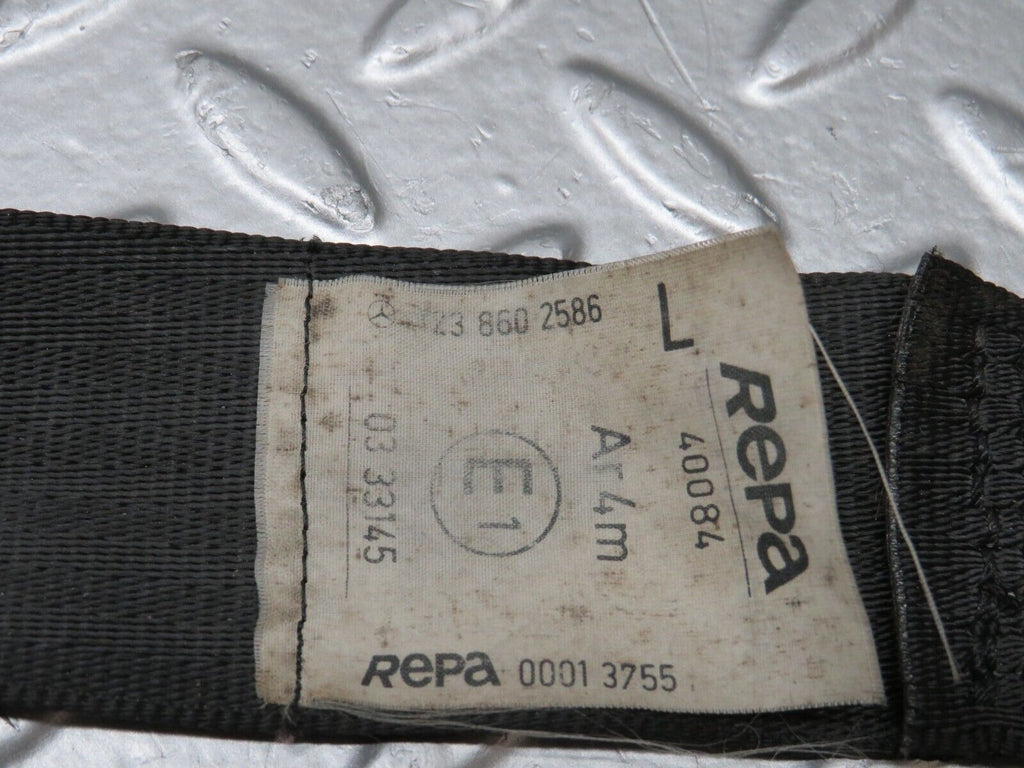 23 860 2586
L
RePa
40084
Ar4m
E1
03 33145
RePa 0001 3755